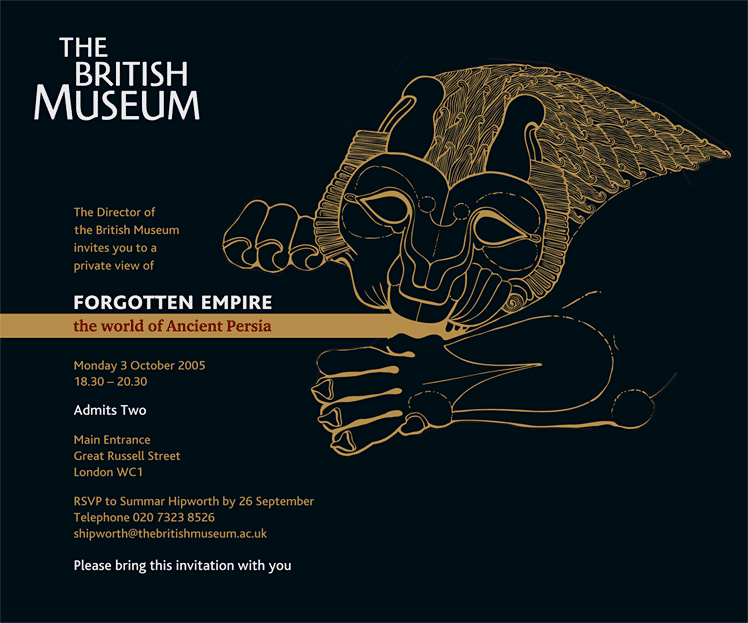 THE
BRITISH
MUSEUM
The Director of
the British Museum
invites you to a
private view of
FORGOTTEN EMPIRE
the world of Ancient Persia
Monday 3 October 2005
18.30 – 20.30
Admits Two
Main Entrance
Great Russell Street
London WC1
RSVP to Summar Hipworth by 26 September
Telephone 020 7323 8526
shipworth@thebritishmuseum.ac.uk
Please bring this invitation with you